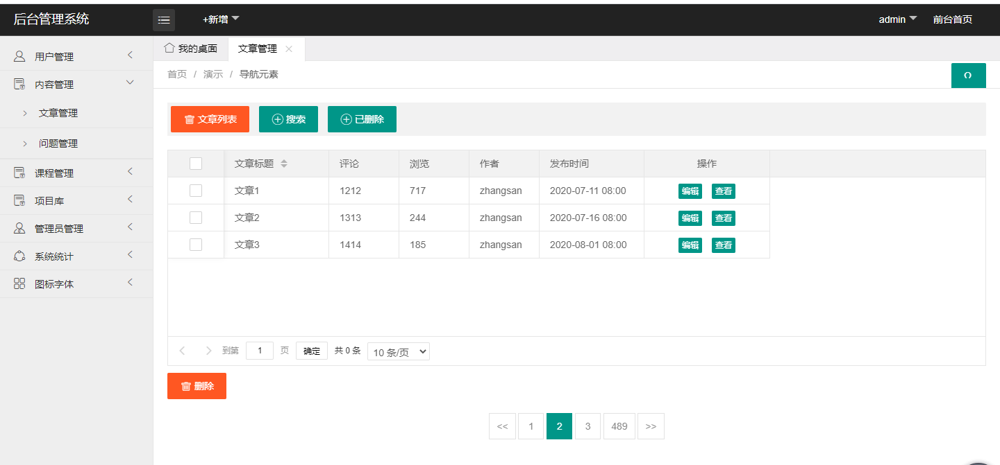 后台管理系统 +新增 admin 前台首页
我的桌面 文章管理
首页 / 演示 / 导航元素
用户管理
内容管理
文章管理
问题管理
课程管理
项目库
管理员管理
系统统计
图标字体
文章列表 搜索 已删除
文章标题 评论 浏览 作者 发布时间 操作
文章1 1212 717 zhangsan 2020-07-11 08:00 编辑 查看
文章2 1313 244 zhangsan 2020-07-16 08:00 编辑 查看
文章3 1414 185 zhangsan 2020-08-01 08:00 编辑 查看
到第 1 页 确定 共 0 条 10 条/页
删除
<< 1 2 3 489 >>